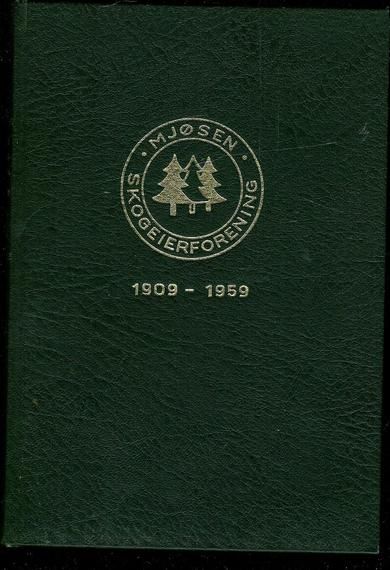 MJØSEN
SKOGEIERFORENING
1909 - 1959